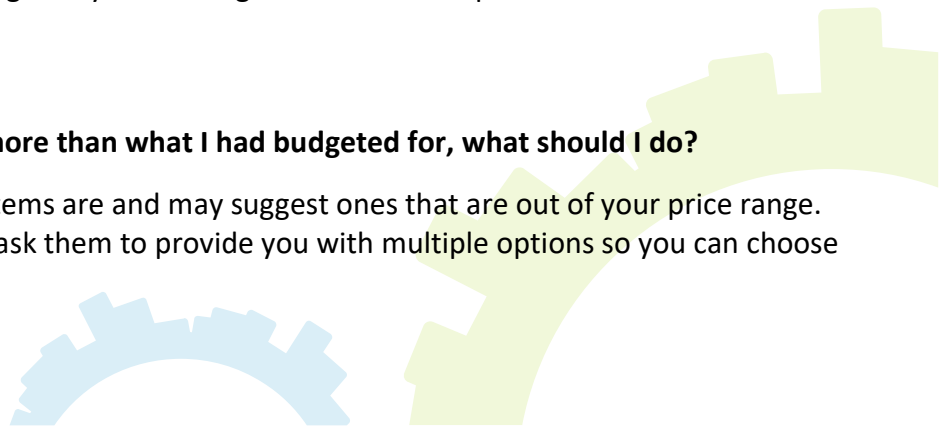 more than what I had budgeted for, what should I do?
tems are and may suggest ones that are out of your price range.
ask them to provide you with multiple options so you can choose